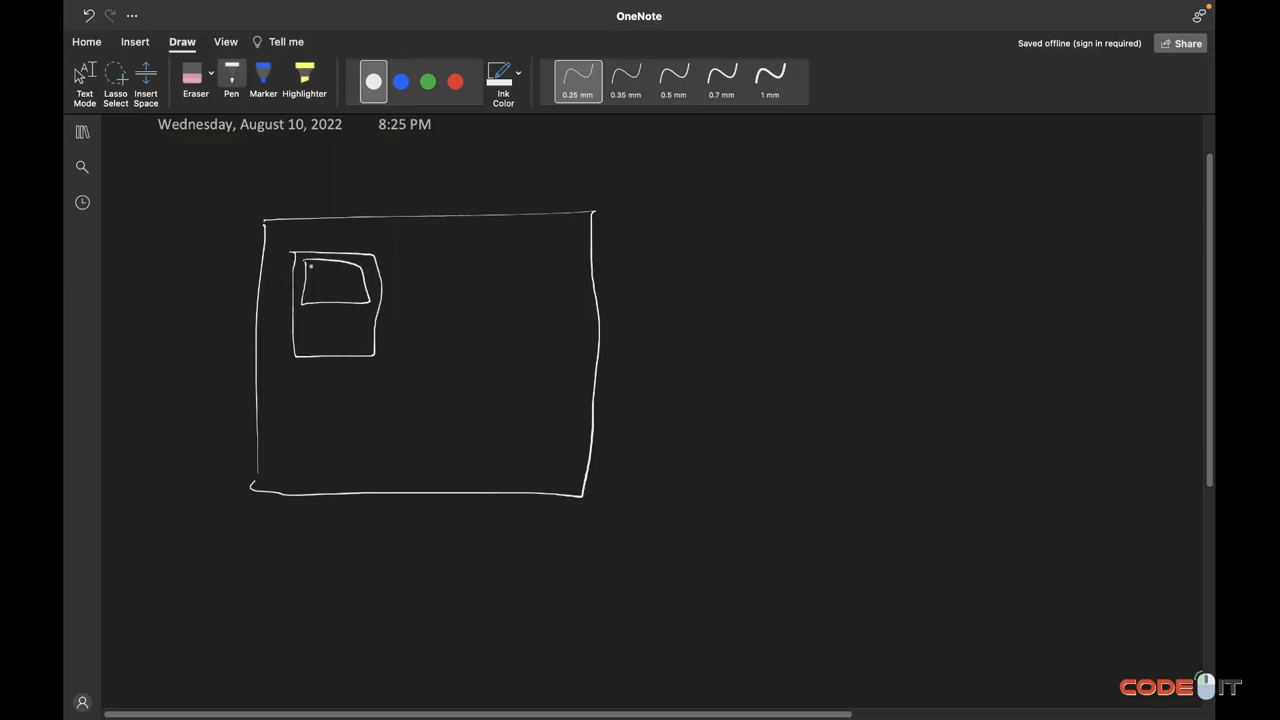 OneNote
Home Insert Draw View Tell me
Saved offline (sign in required) Share
Text Mode
Lasso Select
Insert Space
Eraser
Pen
Marker
Highlighter
Ink Color
0.25 mm 0.35 mm 0.5 mm 0.7 mm 1 mm
Wednesday, August 10, 2022 8:25 PM
CODE IT